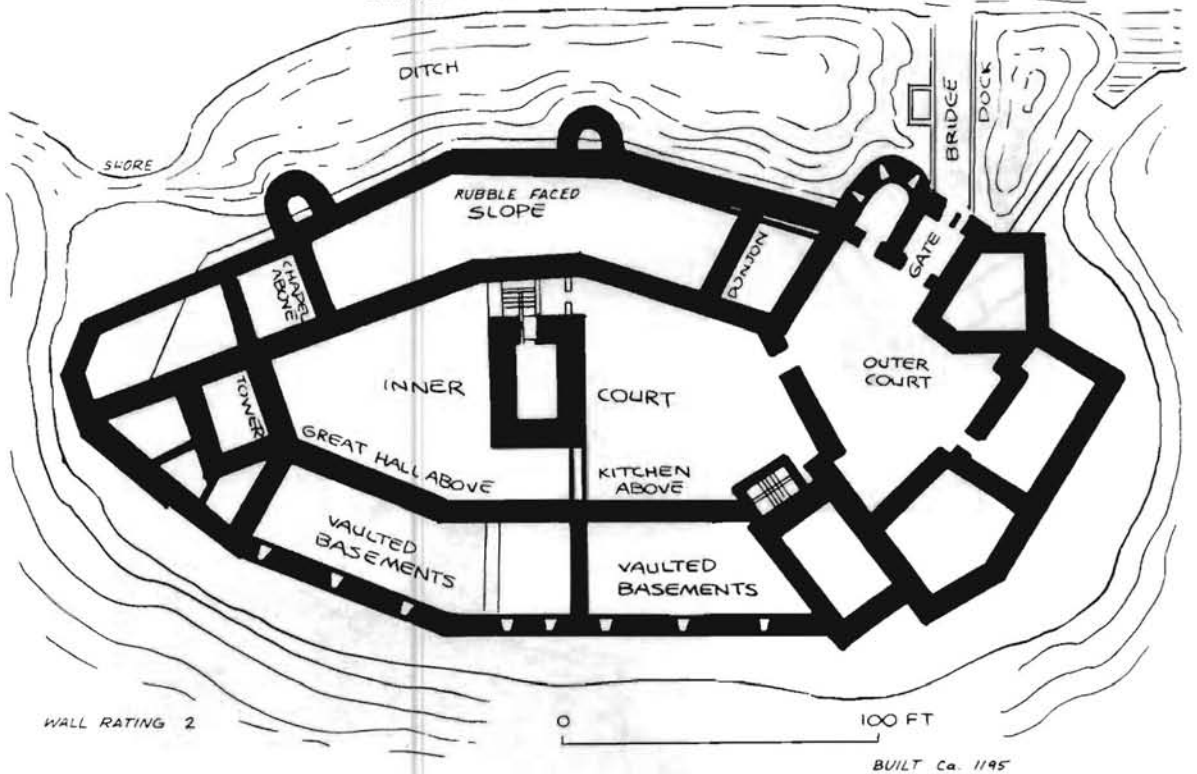 DITCH
BRIDGE
DOCK
SHORE
RUBBLE FACED
SLOPE
DONJON
GATE
CHAPEL
ABOVE
OUTER
COURT
INNER
COURT
TOWER
GREAT HALL ABOVE
KITCHEN
ABOVE
VAULTED
BASEMENTS
VAULTED
BASEMENTS
WALL RATING 2
0
100 FT
BUILT Ca. 1195